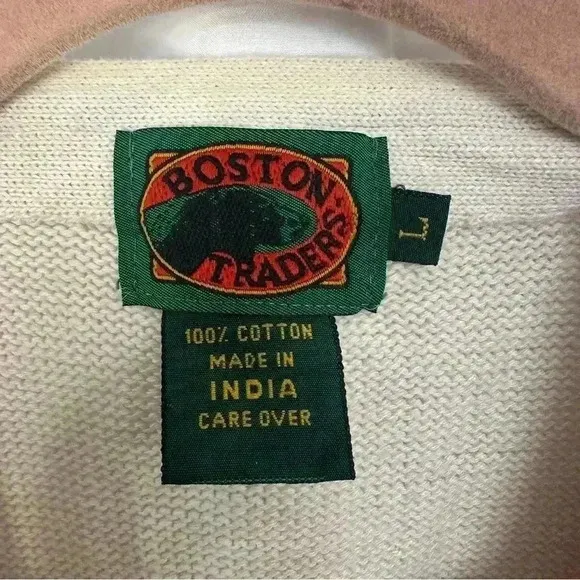 BOSTON
TRADERS
L
100% COTTON
MADE IN
INDIA
CARE OVER